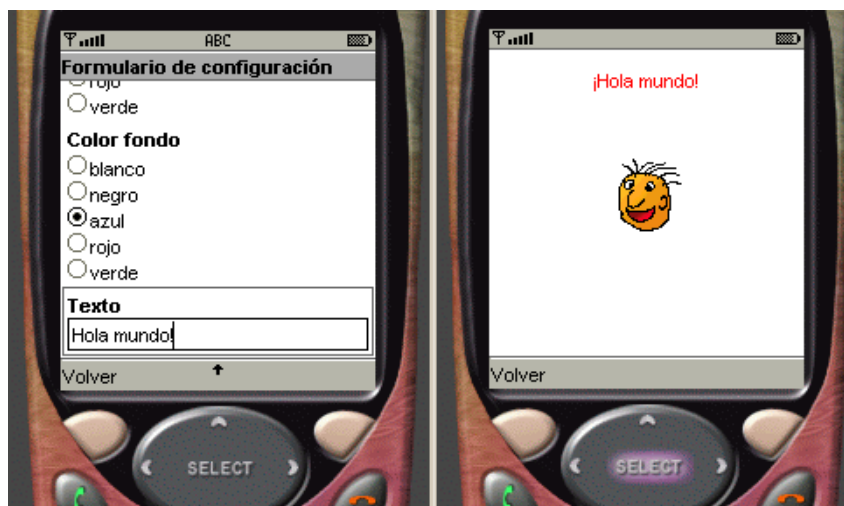 ABC
Formulario de configuración
rojo
verde
Color fondo
blanco
negro
azul
rojo
verde
Texto
Hola mundo!
Volver
SELECT
¡Hola mundo!
Volver
SELECT